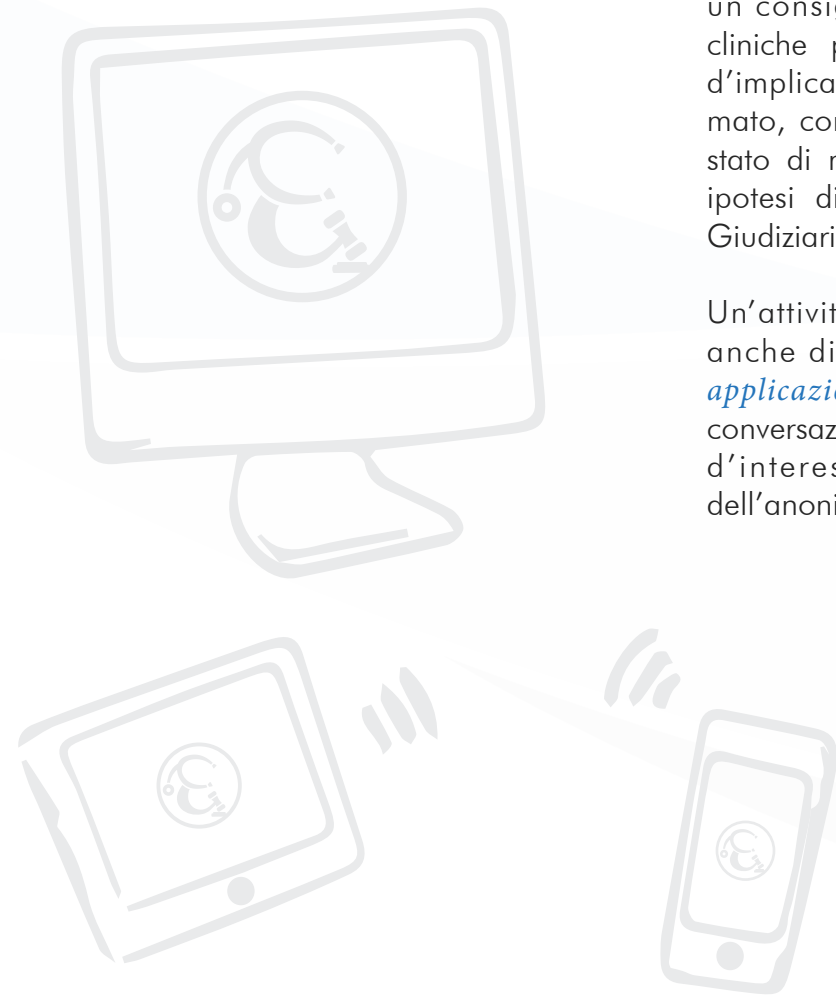 un consig
cliniche p
d’implica
mato, con
stato di r
ipotesi di
Giudiziari
Un’attivit
anche di
applicazio
conversaz
d’interes
dell’anoni